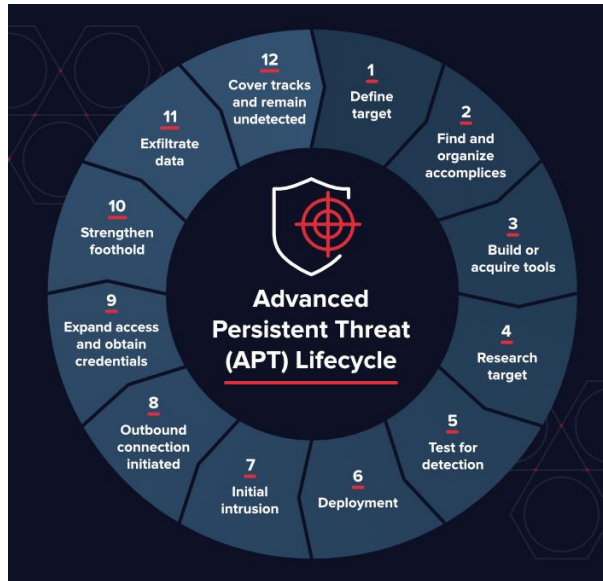 12
Cover tracks
and remain
undetected
1
Define
target
2
Find and
organize
accomplices
3
Build or
acquire tools
4
Research
target
5
Test for
detection
6
Deployment
7
Initial
intrusion
8
Outbound
connection
initiated
9
Expand access
and obtain
credentials
10
Strengthen
foothold
11
Exfiltrate
data
Advanced
Persistent Threat
(APT) Lifecycle